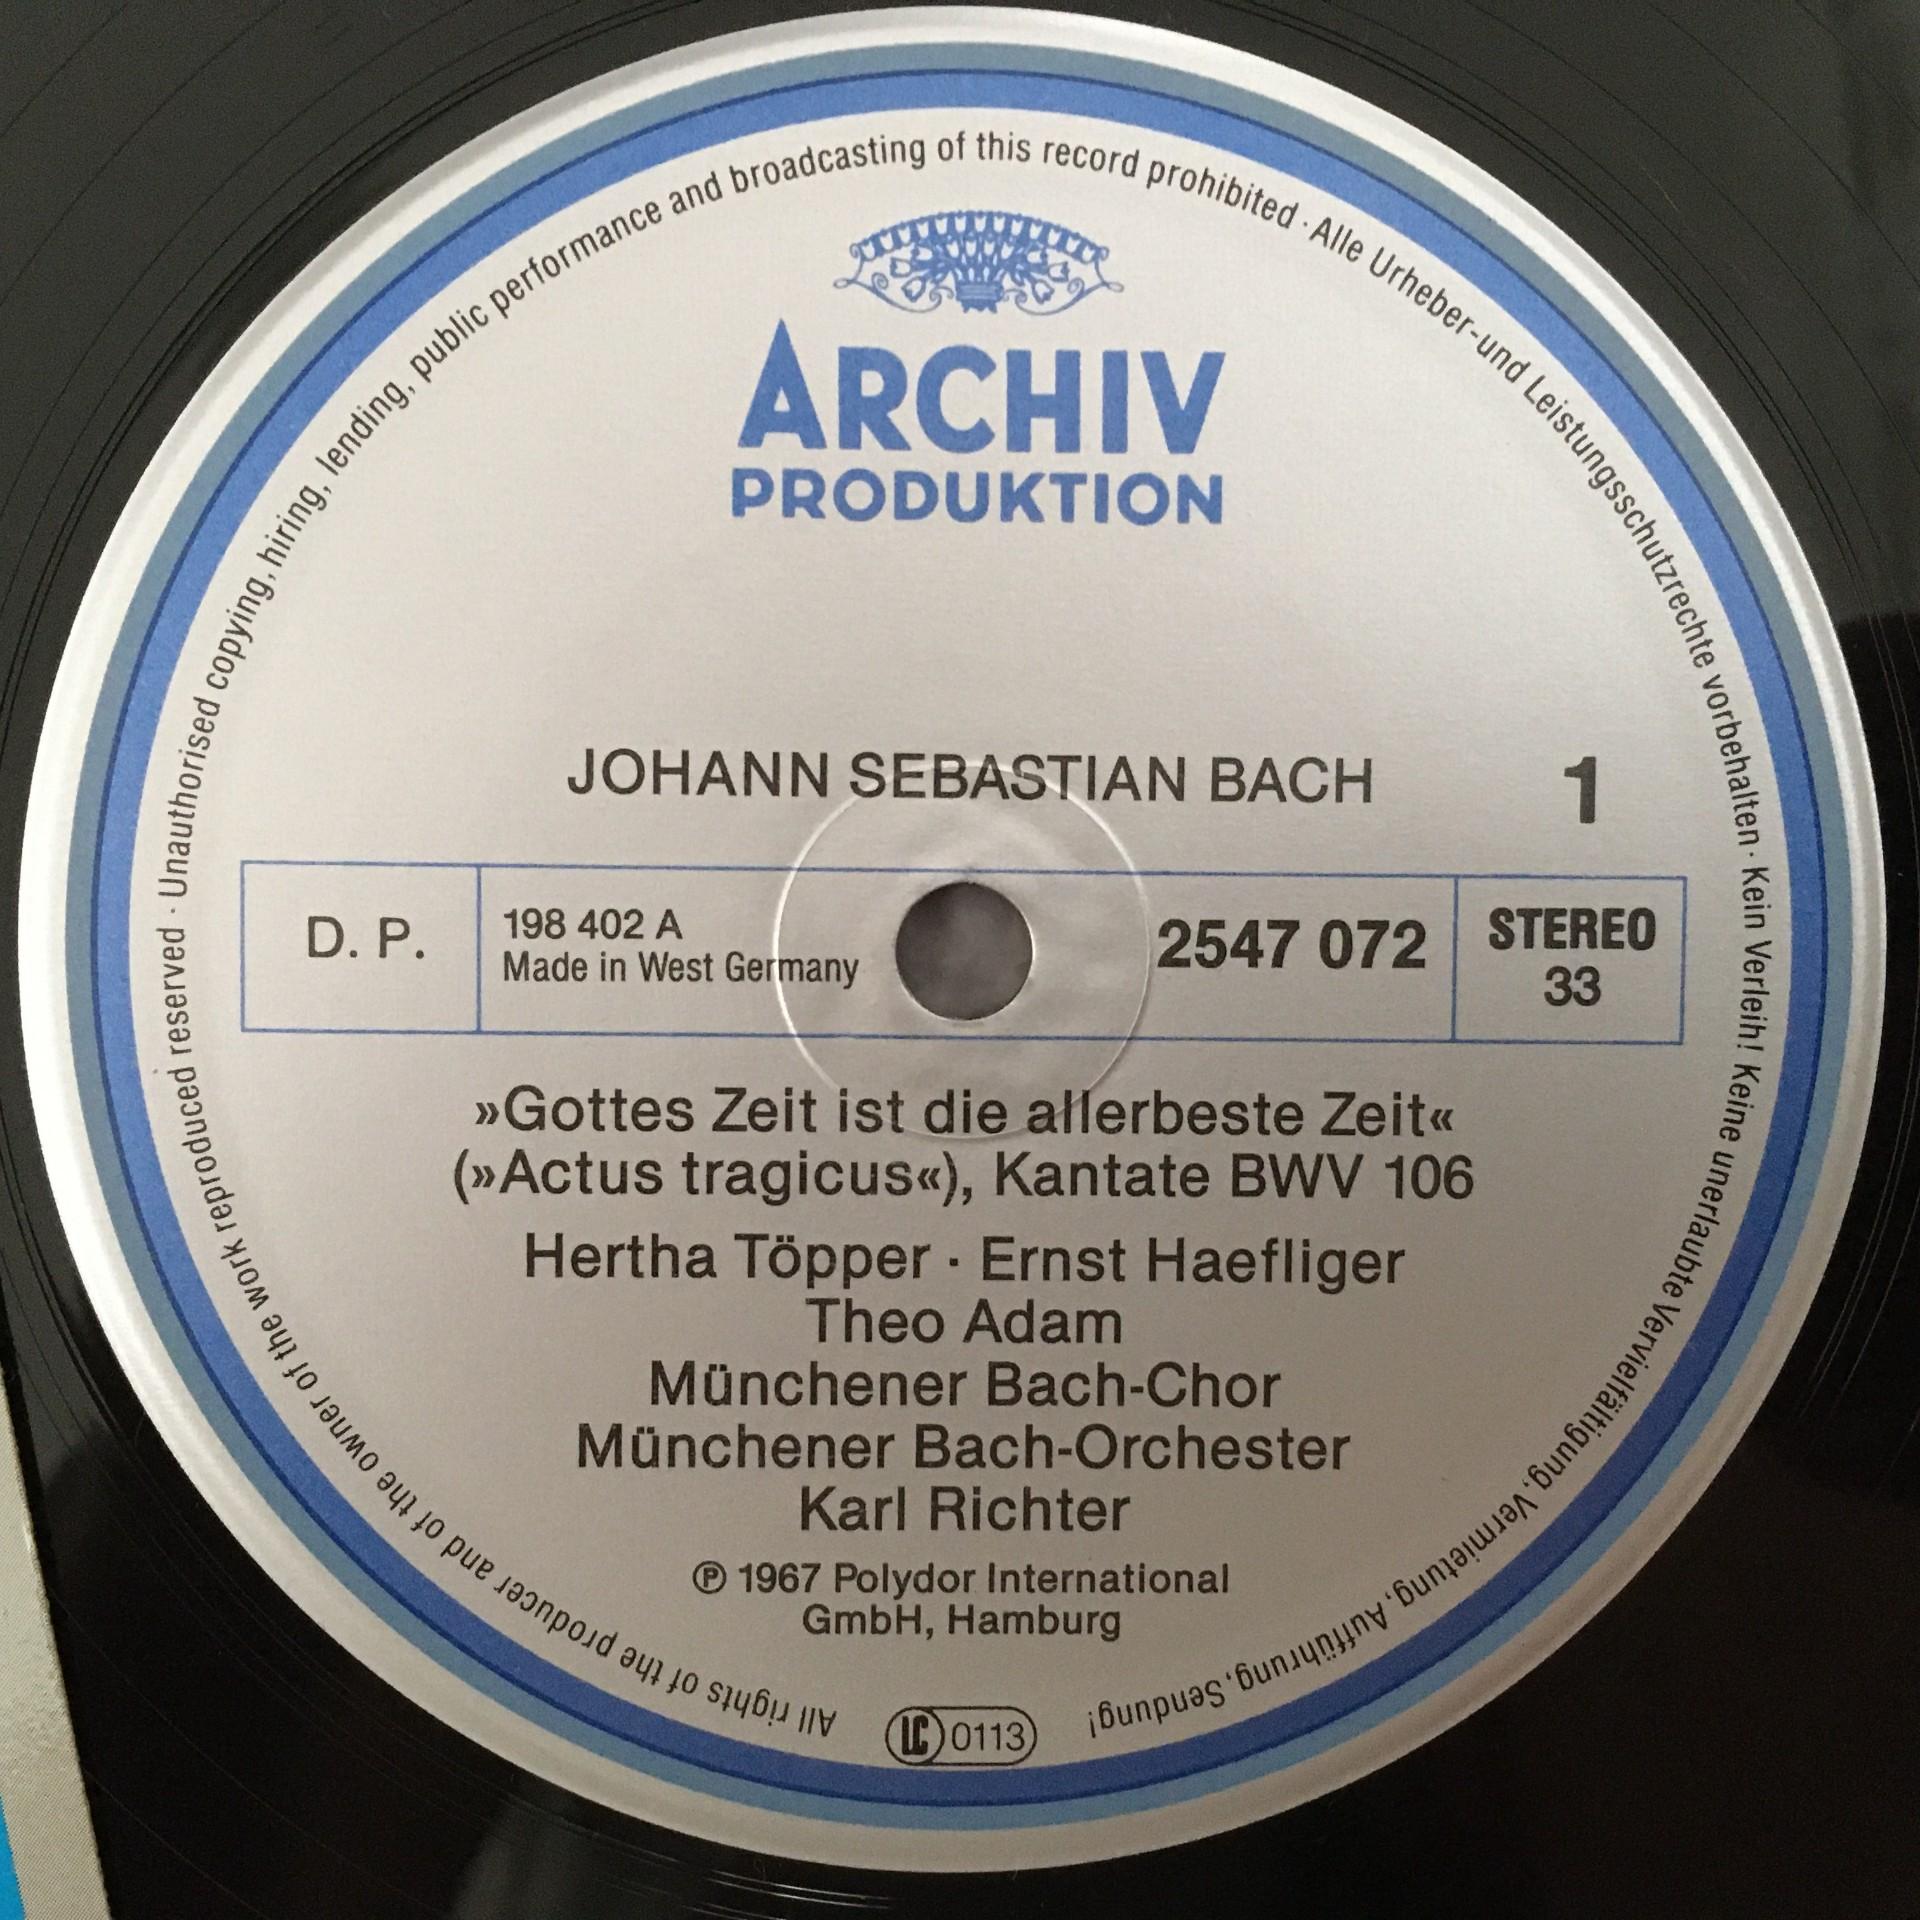 All rights of the producer and of the owner of the work reproduced reserved · Unauthorised copying, hiring, lending, public performance and broadcasting of this record prohibited · Alle Urheber- und Leistungsschutzrechte vorbehalten · Kein Verleih! Keine unerlaubte Vervielfältigung, Vermietung, Aufführung, Sendung!
ARCHIV
PRODUKTION
JOHANN SEBASTIAN BACH
1
D. P.
198 402 A
Made in West Germany
2547 072
STEREO
33
»Gottes Zeit ist die allerbeste Zeit«
(»Actus tragicus«), Kantate BWV 106
Hertha Töpper · Ernst Haefliger
Theo Adam
Münchener Bach-Chor
Münchener Bach-Orchester
Karl Richter
℗ 1967 Polydor International
GmbH, Hamburg
LC 0113